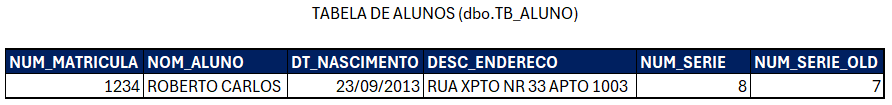 TABELA DE ALUNOS (dbo.TB_ALUNO)
NUM_MATRICULA NOM_ALUNO DT_NASCIMENTO DESC_ENDERECO NUM_SERIE NUM_SERIE_OLD
1234 ROBERTO CARLOS 23/09/2013 RUA XPTO NR 33 APTO 1003 8 7